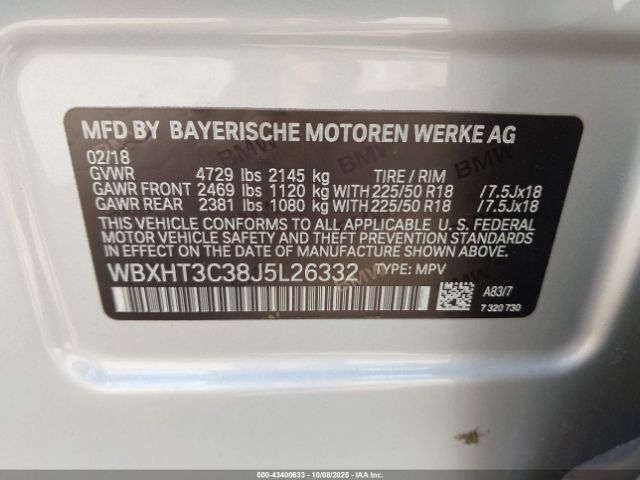 MFD BY BAYERISCHE MOTOREN WERKE AG
02/18
GVWR 4729 lbs 2145 kg TIRE / RIM
GAWR FRONT 2469 lbs 1120 kg WITH 225/50 R18 /7.5Jx18
GAWR REAR 2381 lbs 1080 kg WITH 225/50 R18 /7.5Jx18
THIS VEHICLE CONFORMS TO ALL APPLICABLE U. S. FEDERAL
MOTOR VEHICLE SAFETY AND THEFT PREVENTION STANDARDS
IN EFFECT ON THE DATE OF MANUFACTURE SHOWN ABOVE.
WBXHT3C38J5L26332 TYPE: MPV
A83/7
7 320 730
000-43400633 - 10/08/2025 - IAA Inc.